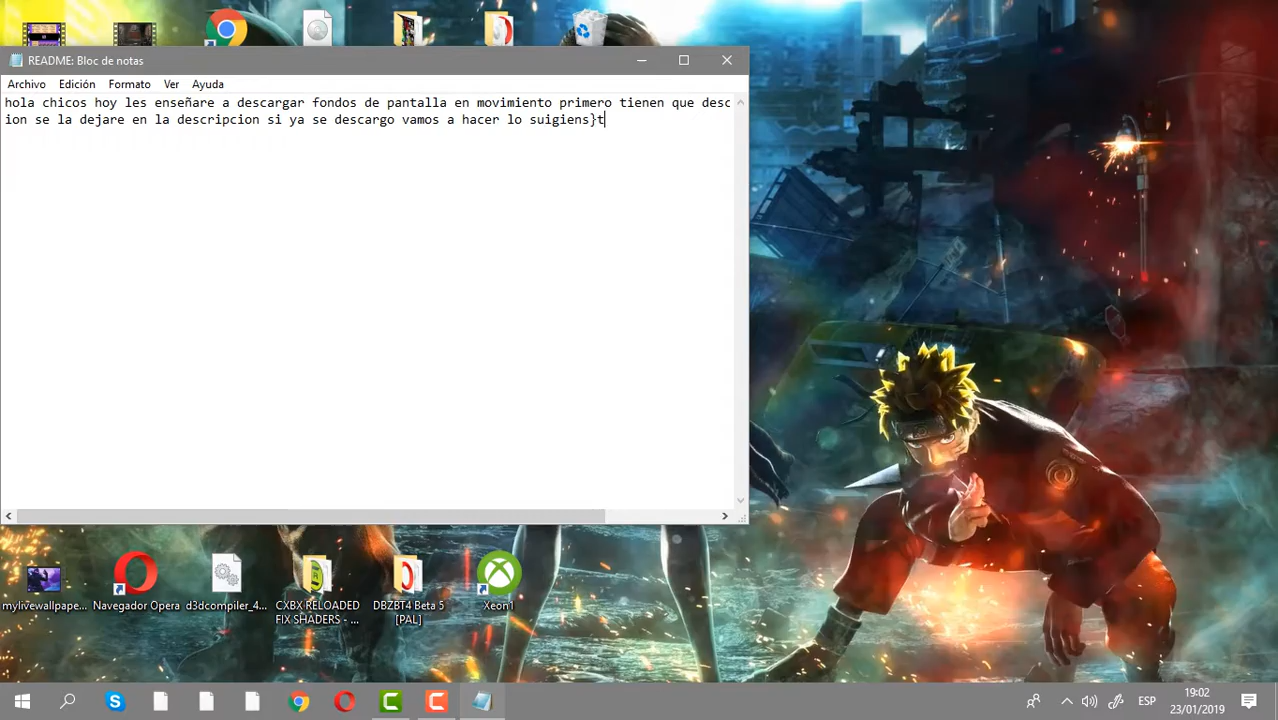 README: Bloc de notas
Archivo Edición Formato Ver Ayuda
hola chicos hoy les enseñare a descargar fondos de pantalla en movimiento primero tienen que desc
ion se la dejare en la descripcion si ya se descargo vamos a hacer lo suigiens}t
mylivewallpape...
Navegador Opera
d3dcompiler_4...
CXBX RELOADED
FIX SHADERS - ...
DBZBT4 Beta 5
[PAL]
Xeon1
ESP
19:02
23/01/2019